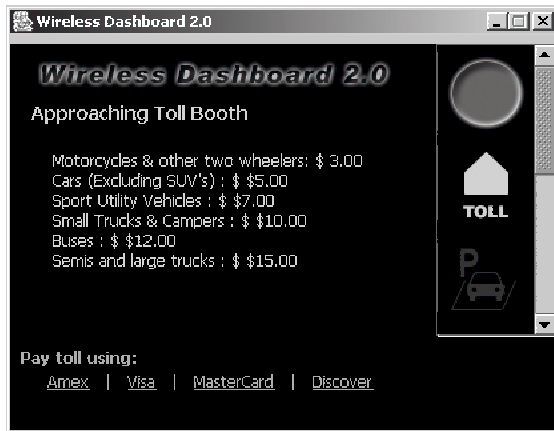 Wireless Dashboard 2.0
Wireless Dashboard 2.0
Approaching Toll Booth
Motorcycles & other two wheelers: $ 3.00
Cars (Excluding SUV's) : $ $5.00
Sport Utility Vehicles : $ $7.00
Small Trucks & Campers : $ $10.00
Buses : $ $12.00
Semis and large trucks : $ $15.00
TOLL
P
Pay toll using:
Amex | Visa | MasterCard | Discover